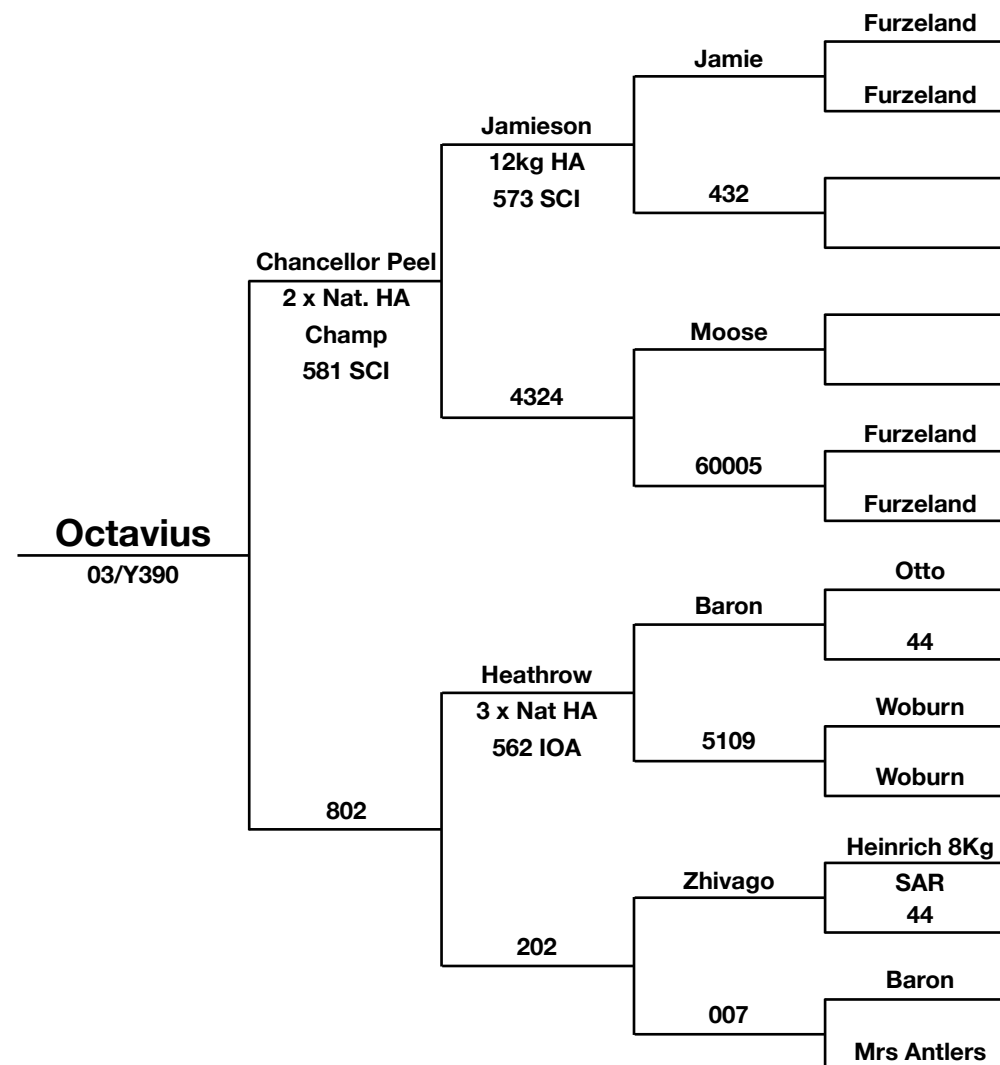 Furzeland
Jamie
Furzeland
Jamieson
12kg HA
573 SCI
432
Chancellor Peel
2 x Nat. HA
Champ
581 SCI
Moose
4324
Furzeland
60005
Furzeland
Octavius
03/Y390
Otto
Baron
44
Heathrow
3 x Nat HA
562 IOA
Woburn
5109
Woburn
802
Heinrich 8Kg
Zhivago
SAR
44
202
Baron
007
Mrs Antlers